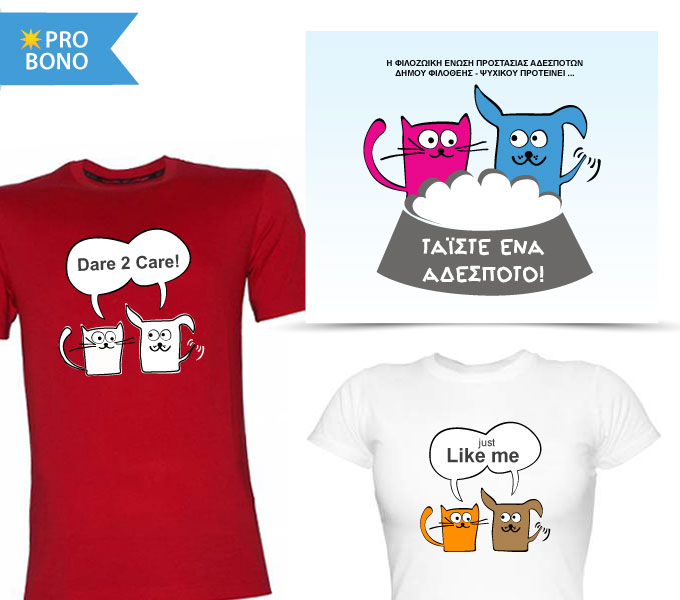 PRO
BONO
Η ΦΙΛΟΖΩΙΚΗ ΕΝΩΣΗ ΠΡΟΣΤΑΣΙΑΣ ΑΔΕΣΠΟΤΩΝ
ΔΗΜΟΥ ΦΙΛΟΘΕΗΣ - ΨΥΧΙΚΟΥ ΠΡΟΤΕΙΝΕΙ ...
ΤΑΪΣΤΕ ΕΝΑ
ΑΔΕΣΠΟΤΟ!
Dare 2 Care!
just
Like me